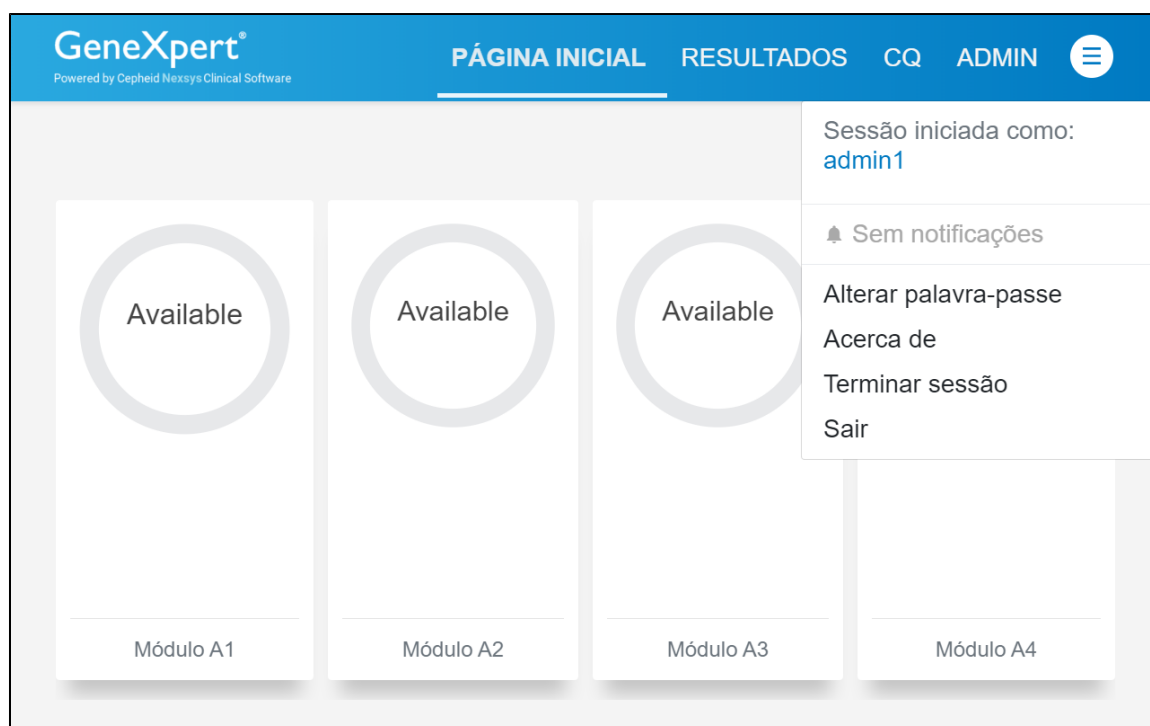 GeneXpert®
Powered by Cepheid Nexsys Clinical Software
PÁGINA INICIAL RESULTADOS CQ ADMIN
Sessão iniciada como:
admin1
Sem notificações
Alterar palavra-passe
Acerca de
Terminar sessão
Sair
Available Available Available
Módulo A1 Módulo A2 Módulo A3 Módulo A4